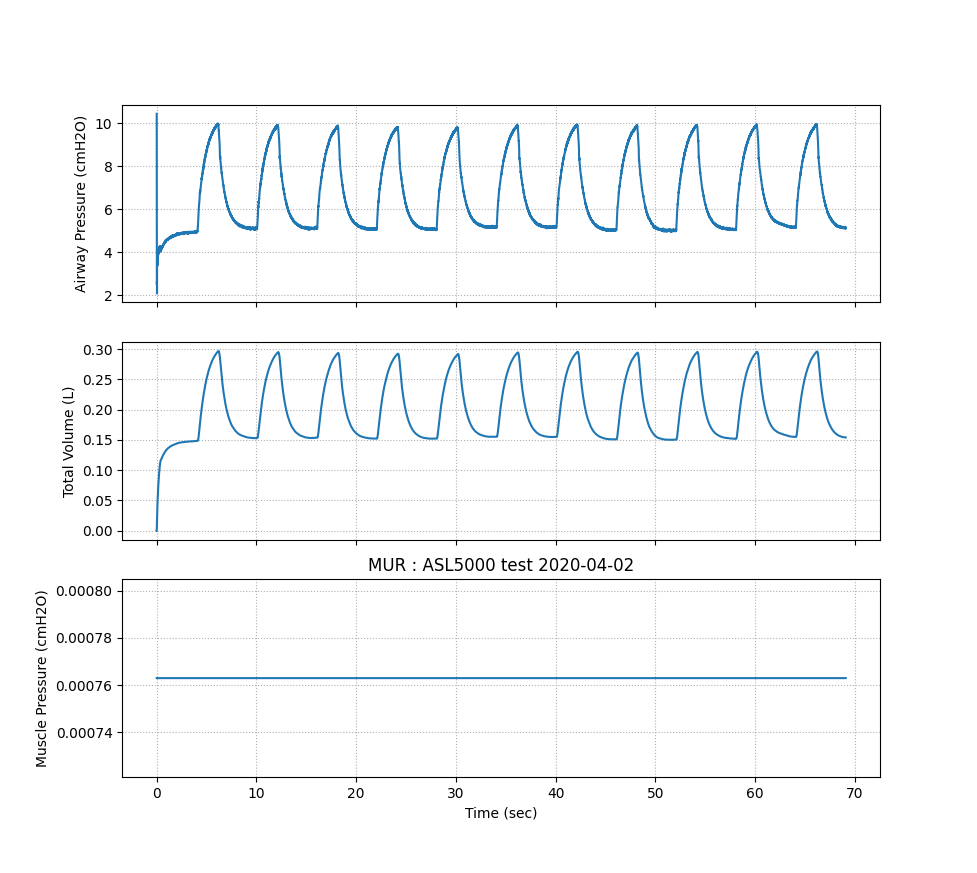 Airway Pressure (cmH2O)
10
8
6
4
2
Total Volume (L)
0.30
0.25
0.20
0.15
0.10
0.05
0.00
MUR : ASL5000 test 2020-04-02
Muscle Pressure (cmH2O)
0.00080
0.00078
0.00076
0.00074
0 10 20 30 40 50 60 70
Time (sec)